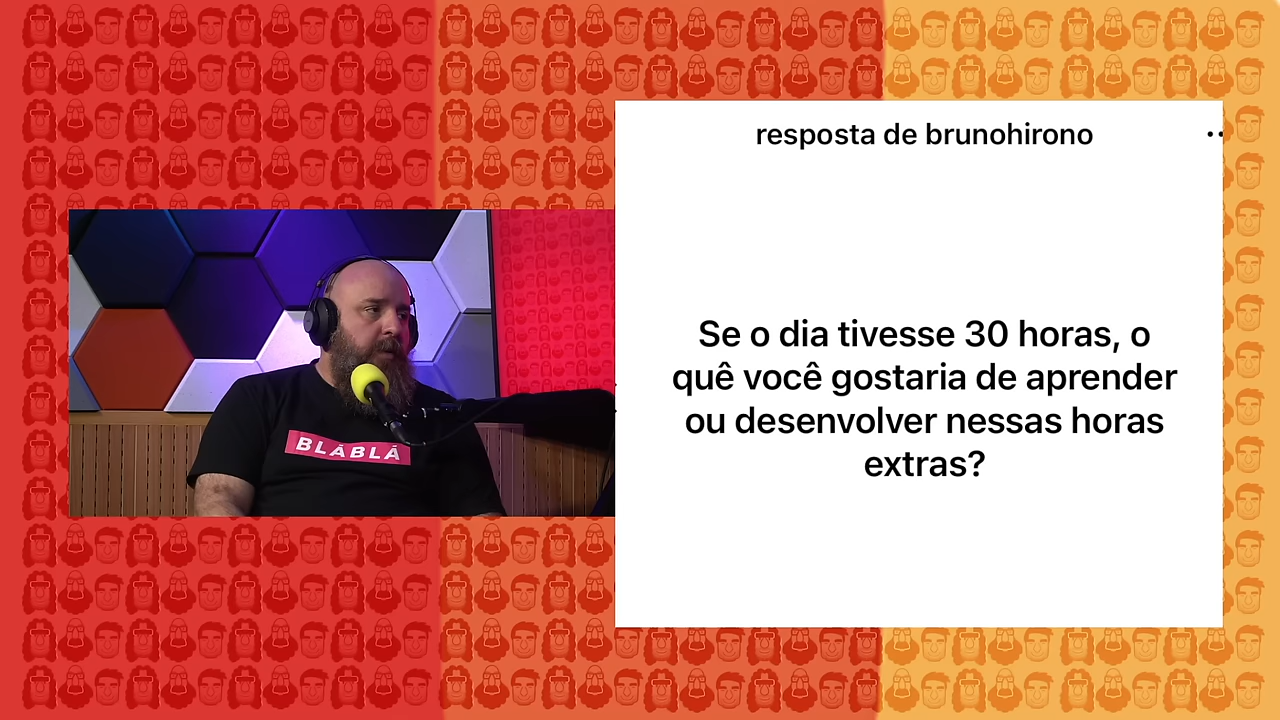 resposta de brunohirono
Se o dia tivesse 30 horas, o
quê você gostaria de aprender
ou desenvolver nessas horas
extras?
BLÁBLÁ